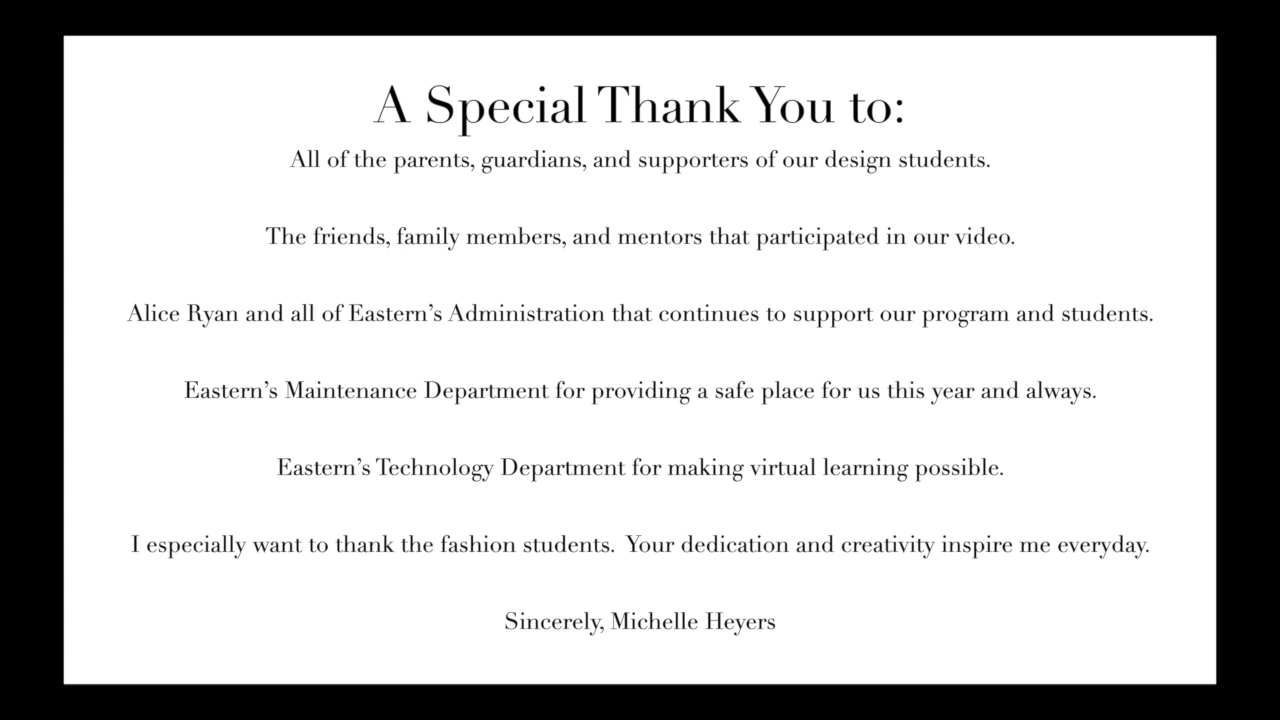 A Special Thank You to:
All of the parents, guardians, and supporters of our design students.
The friends, family members, and mentors that participated in our video.
Alice Ryan and all of Eastern’s Administration that continues to support our program and students.
Eastern’s Maintenance Department for providing a safe place for us this year and always.
Eastern’s Technology Department for making virtual learning possible.
I especially want to thank the fashion students.  Your dedication and creativity inspire me everyday.
Sincerely, Michelle Heyers